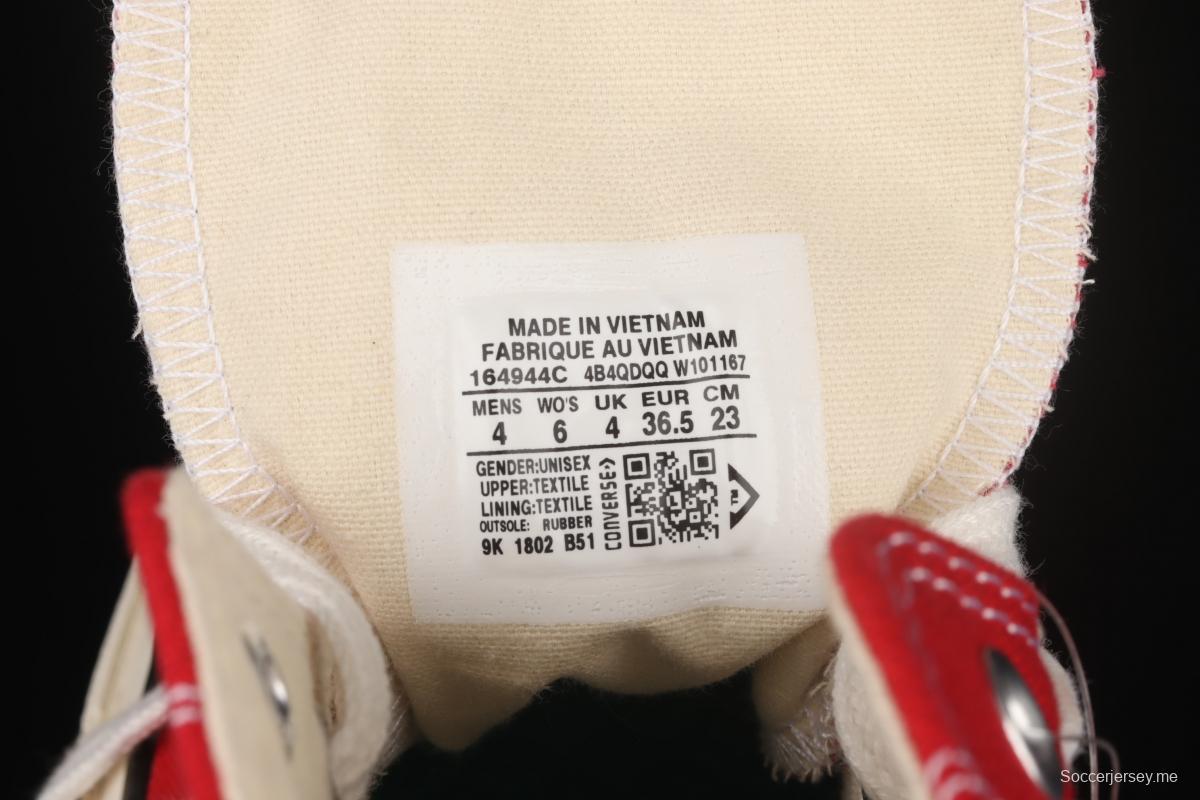 MADE IN VIETNAM
FABRIQUE AU VIETNAM
164944C 4B4QDQQ W101167
MENS WO'S UK EUR CM
4 6 4 36.5 23
GENDER:UNISEX
UPPER:TEXTILE
LINING:TEXTILE
OUTSOLE: RUBBER
9K 1802 B51
CONVERSE
TM
Soccerjersey.me